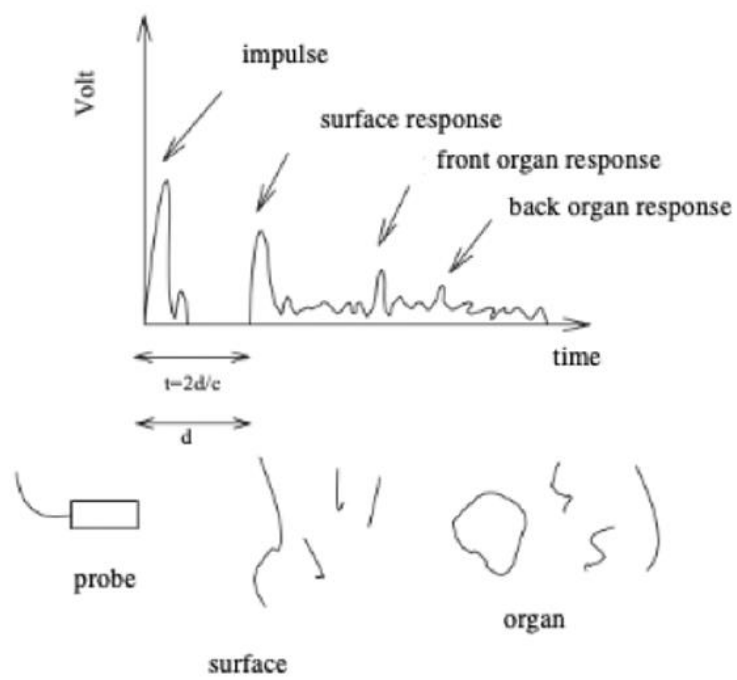 Volt
impulse
surface response
front organ response
back organ response
time
t=2d/c
d
probe
organ
surface